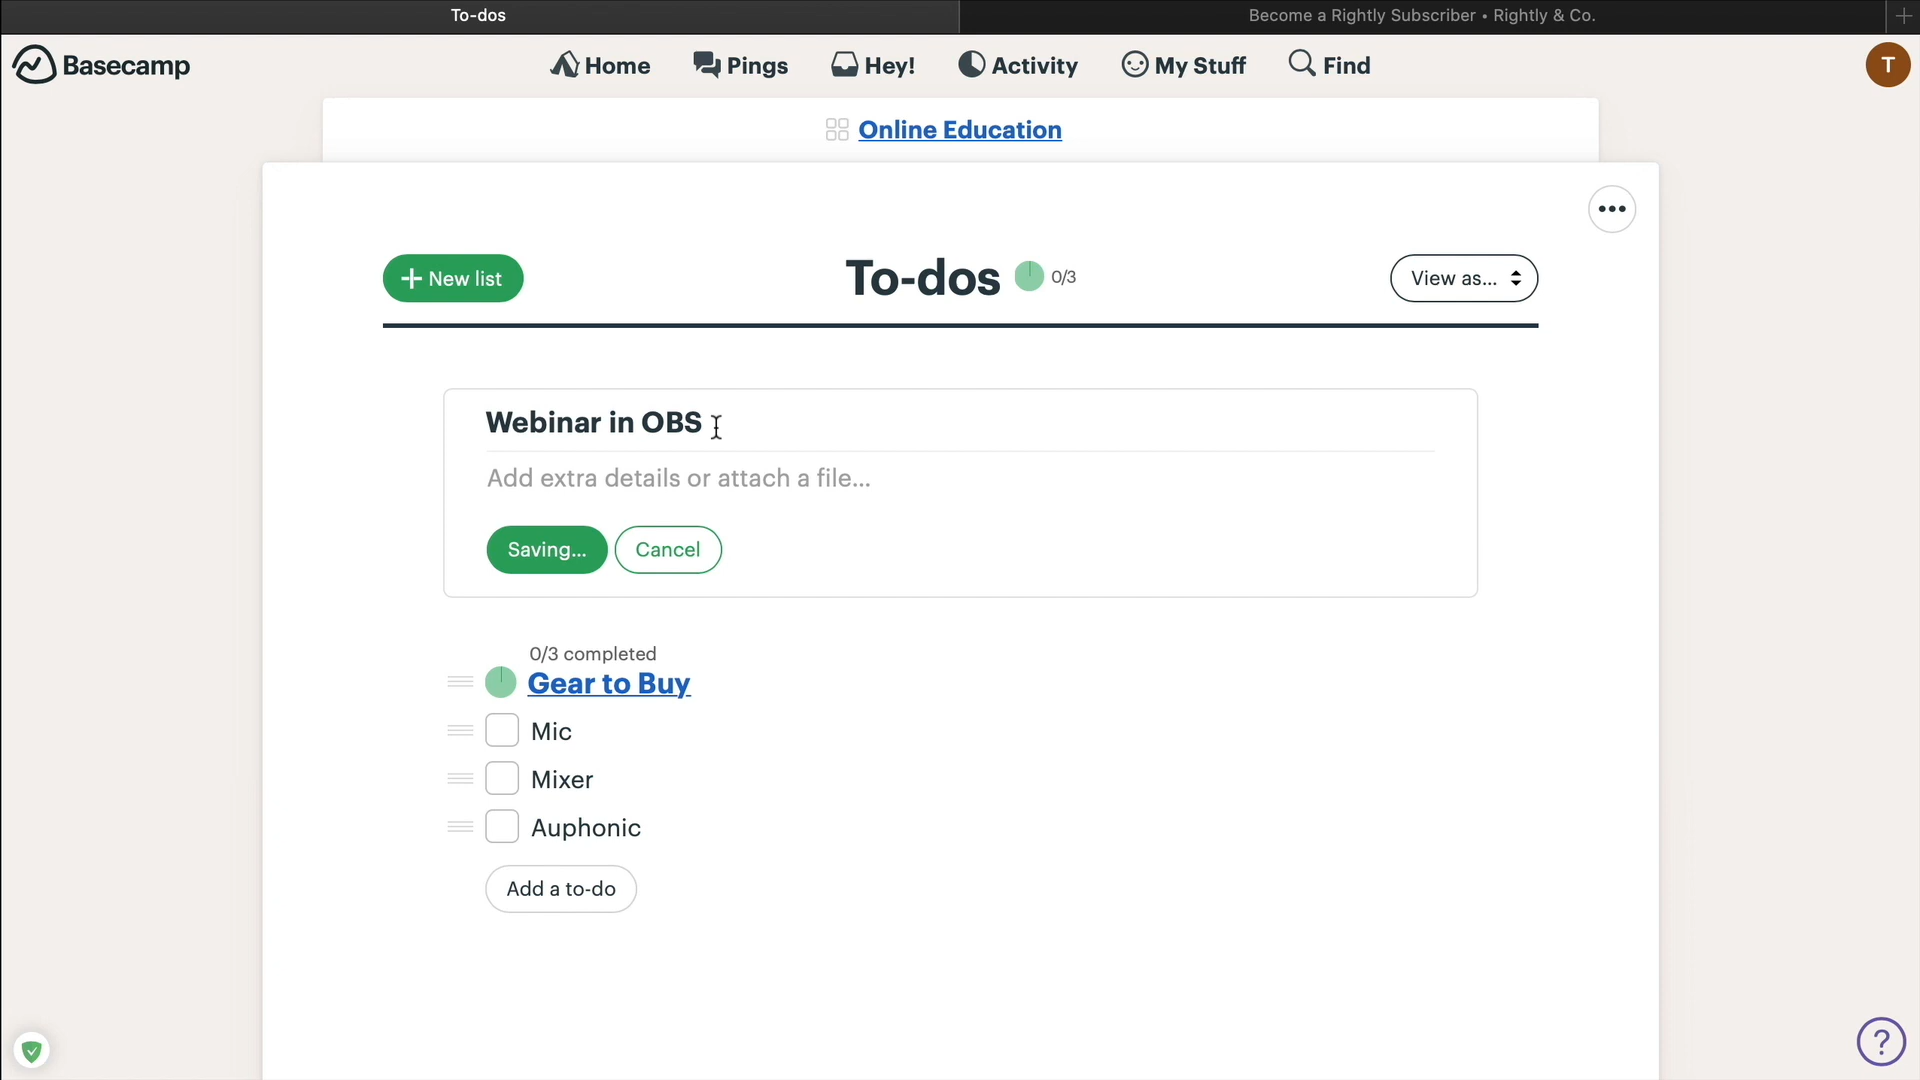 To-dos
Become a Rightly Subscriber • Rightly & Co.
Basecamp
Home
Pings
Hey!
Activity
My Stuff
Find
T
Online Education
New list
To-dos
0/3
View as...
Webinar in OBS
Add extra details or attach a file...
Saving...
Cancel
0/3 completed
Gear to Buy
Mic
Mixer
Auphonic
Add a to-do
?